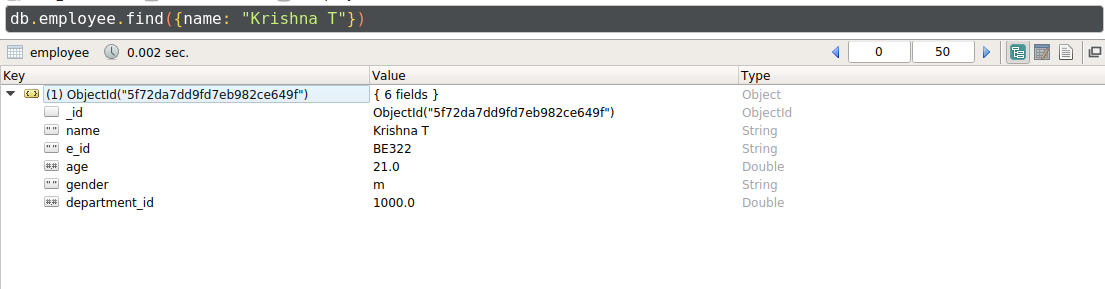 db.employee.find({name: "Krishna T"})
employee 0.002 sec. 0 50
Key Value Type
(1) ObjectId("5f72da7dd9fd7eb982ce649f") { 6 fields } Object
_id ObjectId("5f72da7dd9fd7eb982ce649f") ObjectId
name Krishna T String
e_id BE322 String
age 21.0 Double
gender m String
department_id 1000.0 Double